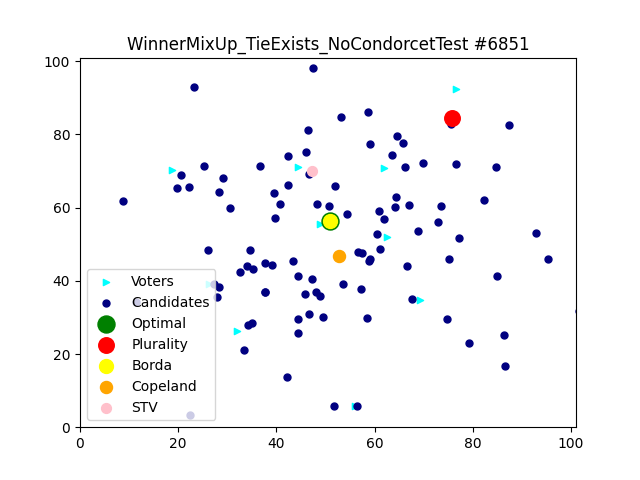 WinnerMixUp_TieExists_NoCondorcetTest #6851
100
80
60
40
20
0
Voters
Candidates
Optimal
Plurality
Borda
Copeland
STV
0 20 40 60 80 100